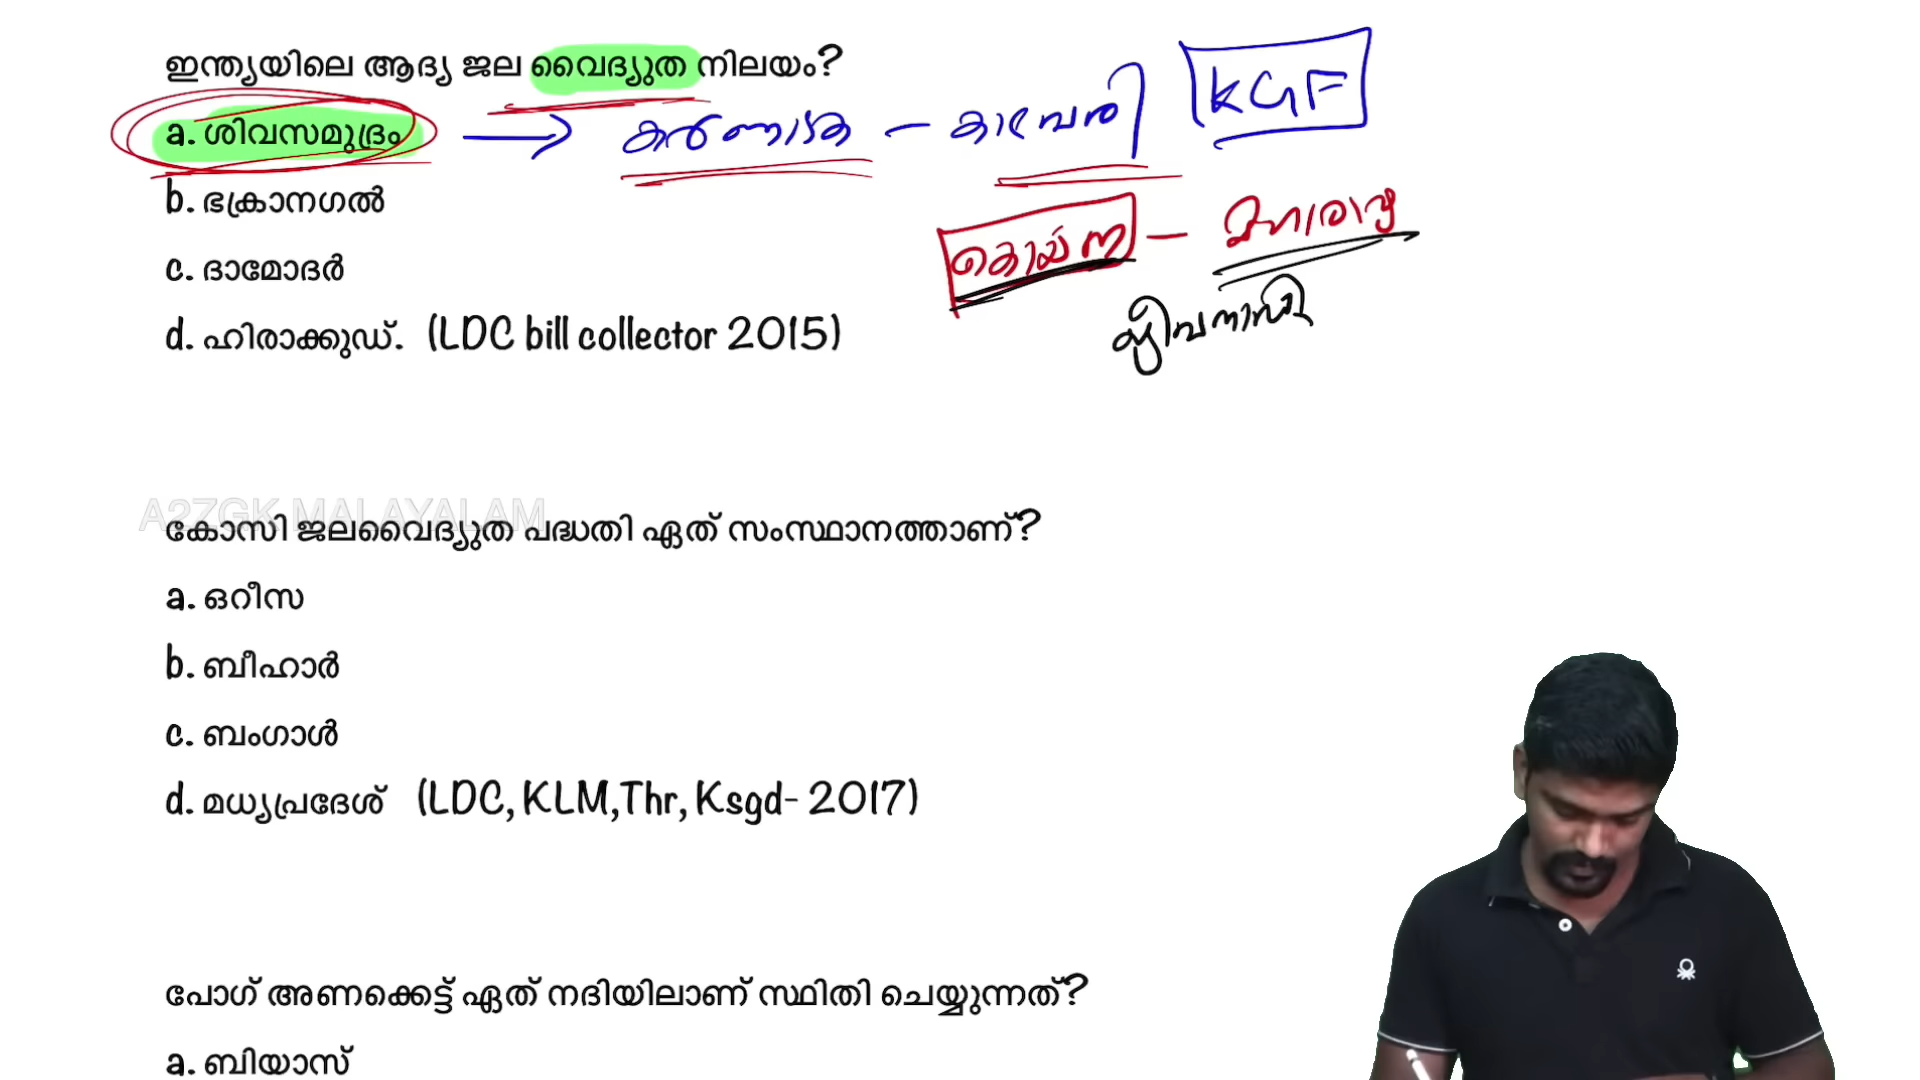 ഇന്ത്യയിലെ ആദ്യ ജല വൈദ്യുത നിലയം?
a. ശിവസമുദ്രം
കർണാടക – കാവേരി
KGF
b. ഭക്രാനഗൽ
കൊയ്ന – മഹാരാഷ്ട്ര
c. ദാമോദർ
d. ഹിരാക്കുഡ്. (LDC bill collector 2015)
A2ZGK MALAYALAM
കോസി ജലവൈദ്യുത പദ്ധതി ഏത് സംസ്ഥാനത്താണ്?
a. ഒറീസ
b. ബീഹാർ
c. ബംഗാൾ
d. മധ്യപ്രദേശ് (LDC, KLM,Thr, Ksgd- 2017)
പോഗ് അണക്കെട്ട് ഏത് നദിയിലാണ് സ്ഥിതി ചെയ്യുന്നത്?
a. ബിയാസ്